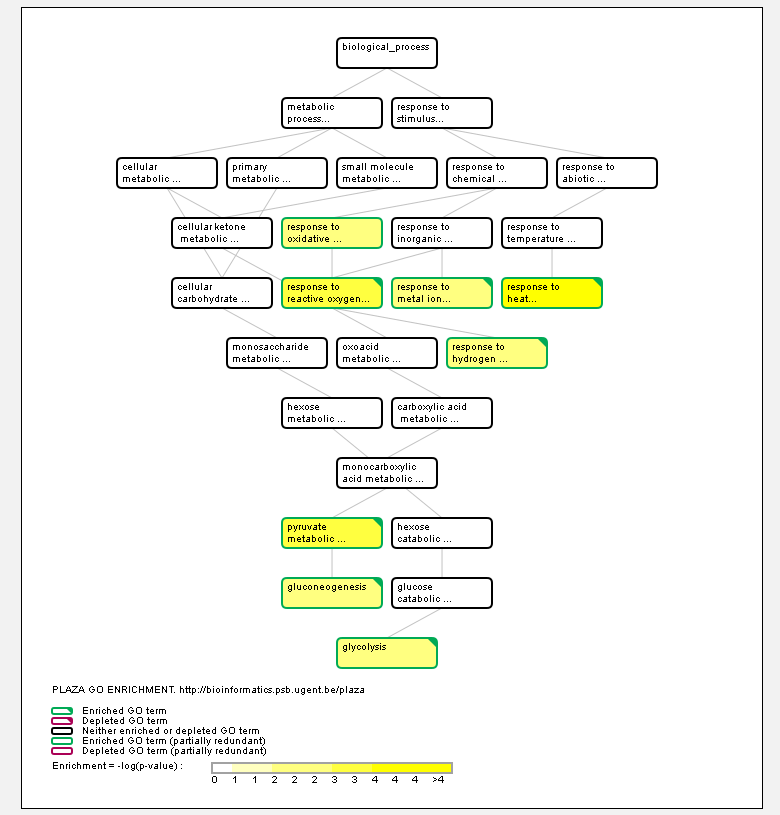 biological_process
metabolic
process...
response to
stimulus...
cellular
metabolic ...
primary
metabolic ...
small molecule
metabolic ...
response to
chemical ...
response to
abiotic ...
cellular ketone
metabolic ...
response to
oxidative ...
response to
inorganic ...
response to
temperature ...
cellular
carbohydrate ...
response to
reactive oxygen...
response to
metal ion...
response to
heat...
monosaccharide
metabolic ...
oxoacid
metabolic ...
response to
hydrogen ...
hexose
metabolic ...
carboxylic acid
metabolic ...
monocarboxylic
acid metabolic ...
pyruvate
metabolic ...
hexose
catabolic ...
gluconeogenesis
glucose
catabolic ...
glycolysis
PLAZA GO ENRICHMENT. http://bioinformatics.psb.ugent.be/plaza
Enriched GO term
Depleted GO term
Neither enriched or depleted GO term
Enriched GO term (partially redundant)
Depleted GO term (partially redundant)
Enrichment = -log(p-value) :
0 1 1 2 2 2 3 3 4 4 4 >4